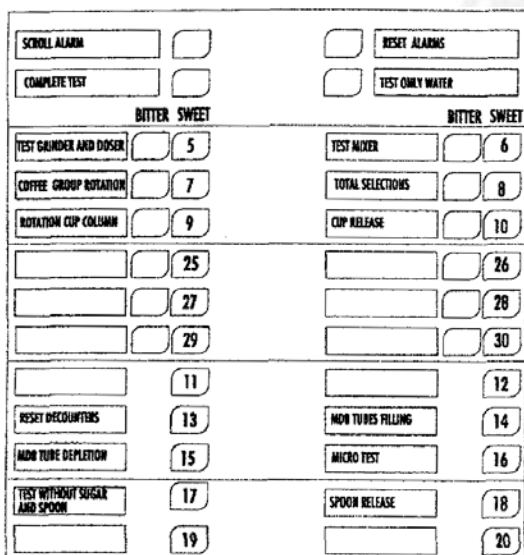 SCROLL ALARM RESET ALARMS
COMPLETE TEST TEST ONLY WATER
BITTER SWEET BITTER SWEET
TEST GRINDER AND DOSER 5 TEST MIXER 6
COFFEE GROUP ROTATION 7 TOTAL SELECTIONS 8
ROTATION CUP COLUMN 9 CUP RELEASE 10
25 26
27 28
29 30
11 12
RESET DECOUNTERS 13 MDB TUBES FILLING 14
MDB TUBE DEPLETION 15 MICRO TEST 16
TEST WITHOUT SUGAR
AND SPOON 17 SPOON RELEASE 18
19 20